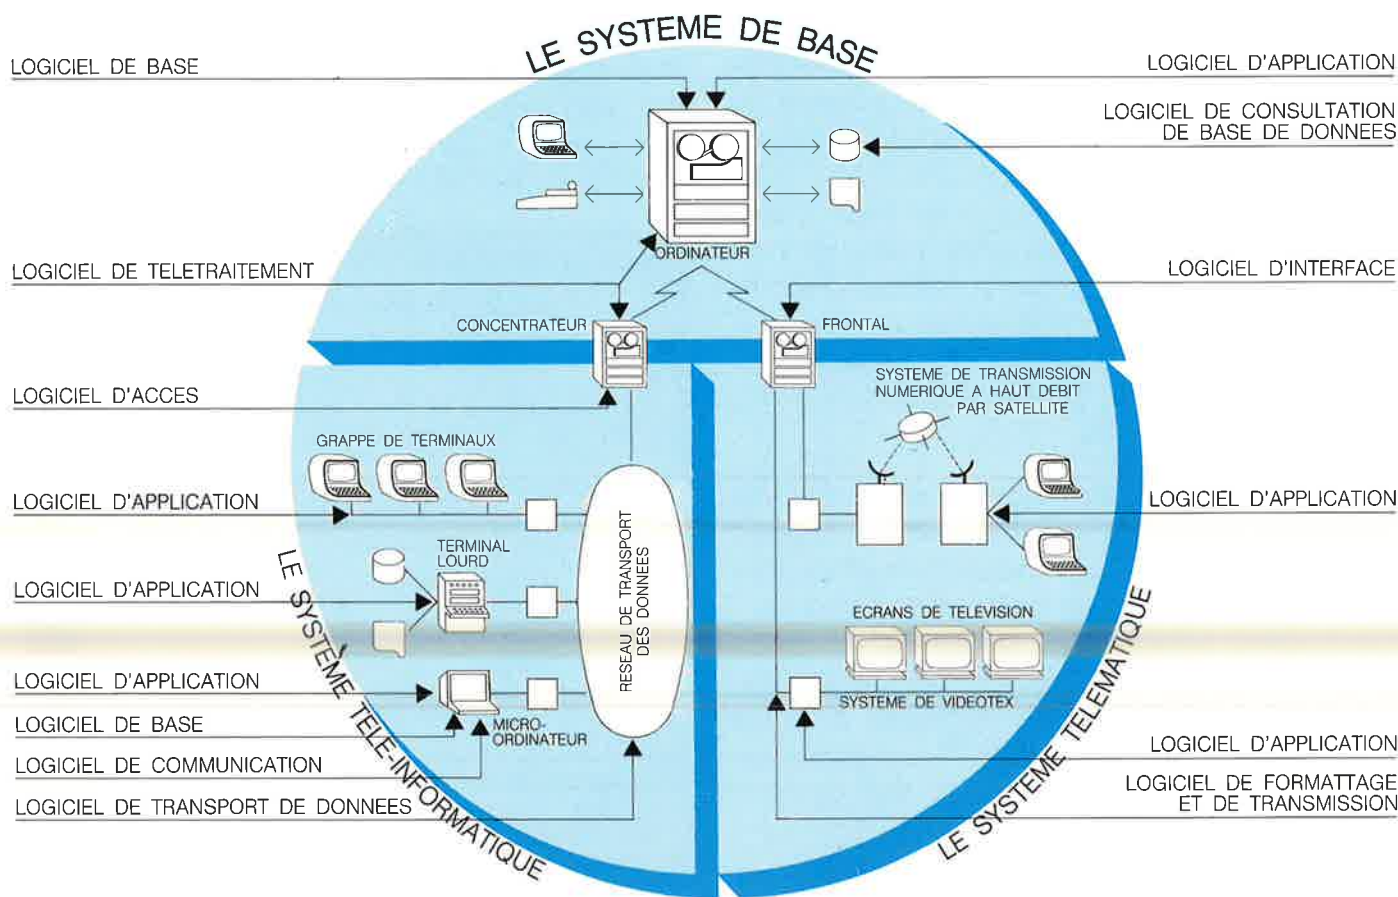 LE SYSTEME DE BASE
LOGICIEL DE BASE
LOGICIEL D'APPLICATION
LOGICIEL DE CONSULTATION
DE BASE DE DONNEES
ORDINATEUR
LOGICIEL DE TELETRAITEMENT
LOGICIEL D'INTERFACE
CONCENTRATEUR
FRONTAL
LOGICIEL D'ACCES
SYSTEME DE TRANSMISSION
NUMERIQUE A HAUT DEBIT
PAR SATELLITE
GRAPPE DE TERMINAUX
LOGICIEL D'APPLICATION
LOGICIEL D'APPLICATION
TERMINAL
LOURD
LOGICIEL D'APPLICATION
RESEAU DE TRANSPORT
DES DONNEES
ECRANS DE TELEVISION
LOGICIEL D'APPLICATION
SYSTEME DE VIDEOTEX
LOGICIEL DE BASE
MICRO-
ORDINATEUR
LOGICIEL D'APPLICATION
LOGICIEL DE COMMUNICATION
LOGICIEL DE FORMATTAGE
ET DE TRANSMISSION
LOGICIEL DE TRANSPORT DE DONNEES
LE SYSTEME TELE-INFORMATIQUE
LE SYSTEME TELEMATIQUE